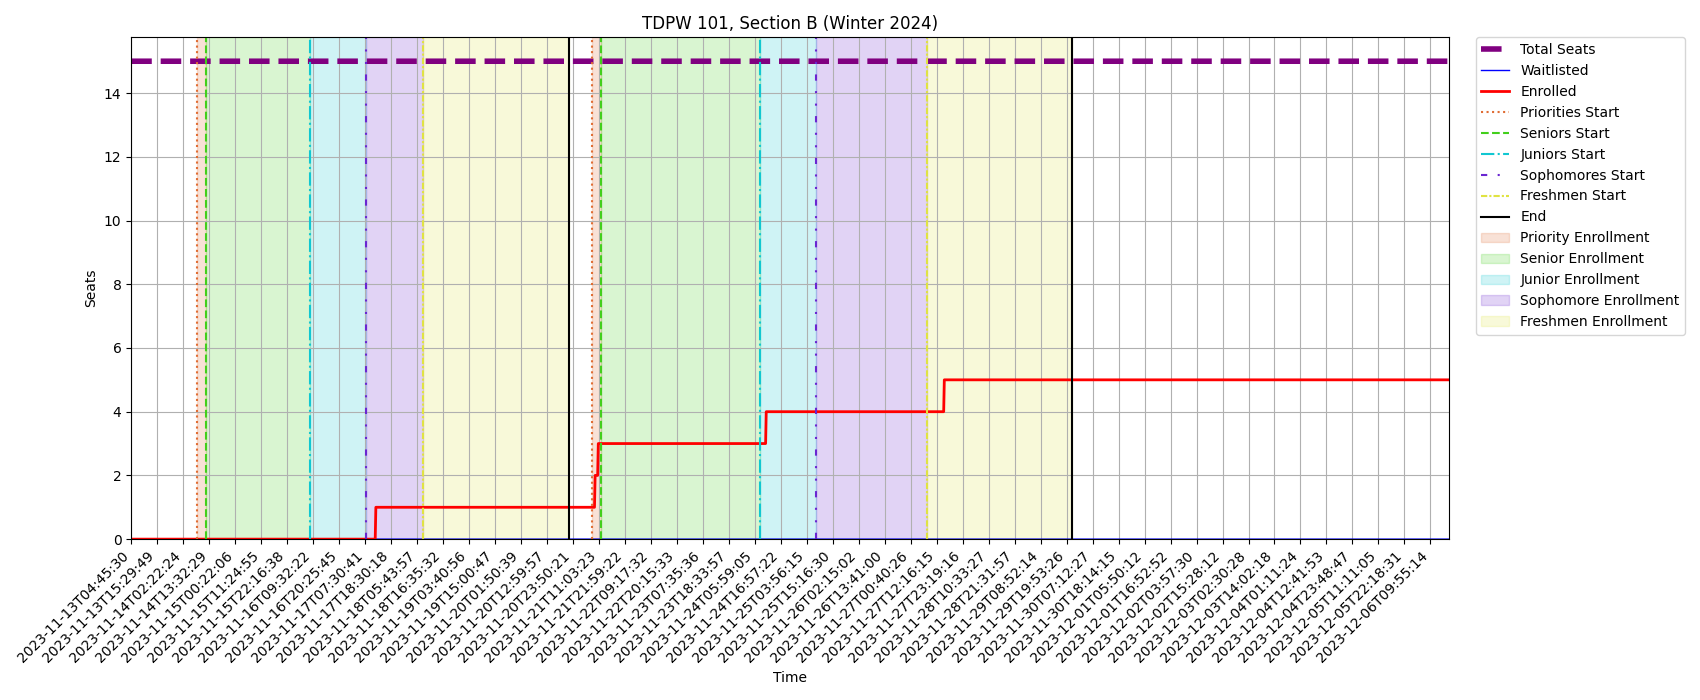 TDPW 101, Section B (Winter 2024)
Total Seats
Waitlisted
Enrolled
Priorities Start
Seniors Start
Juniors Start
Sophomores Start
Freshmen Start
End
Priority Enrollment
Senior Enrollment
Junior Enrollment
Sophomore Enrollment
Freshmen Enrollment
Seats
14
12
10
8
6
4
2
0
2023-11-13T04:45:30
2023-11-13T15:29:49
2023-11-14T02:22:24
2023-11-14T13:32:29
2023-11-15T00:22:06
2023-11-15T11:24:55
2023-11-15T22:16:38
2023-11-16T09:32:22
2023-11-16T20:25:45
2023-11-17T07:30:41
2023-11-17T18:30:18
2023-11-18T05:43:57
2023-11-18T16:35:32
2023-11-19T03:40:56
2023-11-19T15:00:47
2023-11-20T01:50:39
2023-11-20T12:59:57
2023-11-20T23:50:21
2023-11-21T11:03:23
2023-11-21T21:59:22
2023-11-22T09:17:32
2023-11-22T20:15:33
2023-11-23T07:35:36
2023-11-23T18:33:57
2023-11-24T05:59:05
2023-11-24T16:57:22
2023-11-25T03:56:15
2023-11-25T15:16:30
2023-11-26T02:15:02
2023-11-26T13:41:00
2023-11-27T00:40:26
2023-11-27T12:16:15
2023-11-27T23:19:16
2023-11-28T10:33:27
2023-11-28T21:31:57
2023-11-29T08:52:14
2023-11-29T19:53:26
2023-11-30T07:12:27
2023-11-30T18:14:15
2023-12-01T05:50:12
2023-12-01T16:52:52
2023-12-02T03:57:30
2023-12-02T15:28:12
2023-12-03T02:30:28
2023-12-03T14:02:18
2023-12-04T01:11:24
2023-12-04T12:41:53
2023-12-04T23:48:47
2023-12-05T11:11:05
2023-12-05T22:18:31
2023-12-06T09:55:14
Time